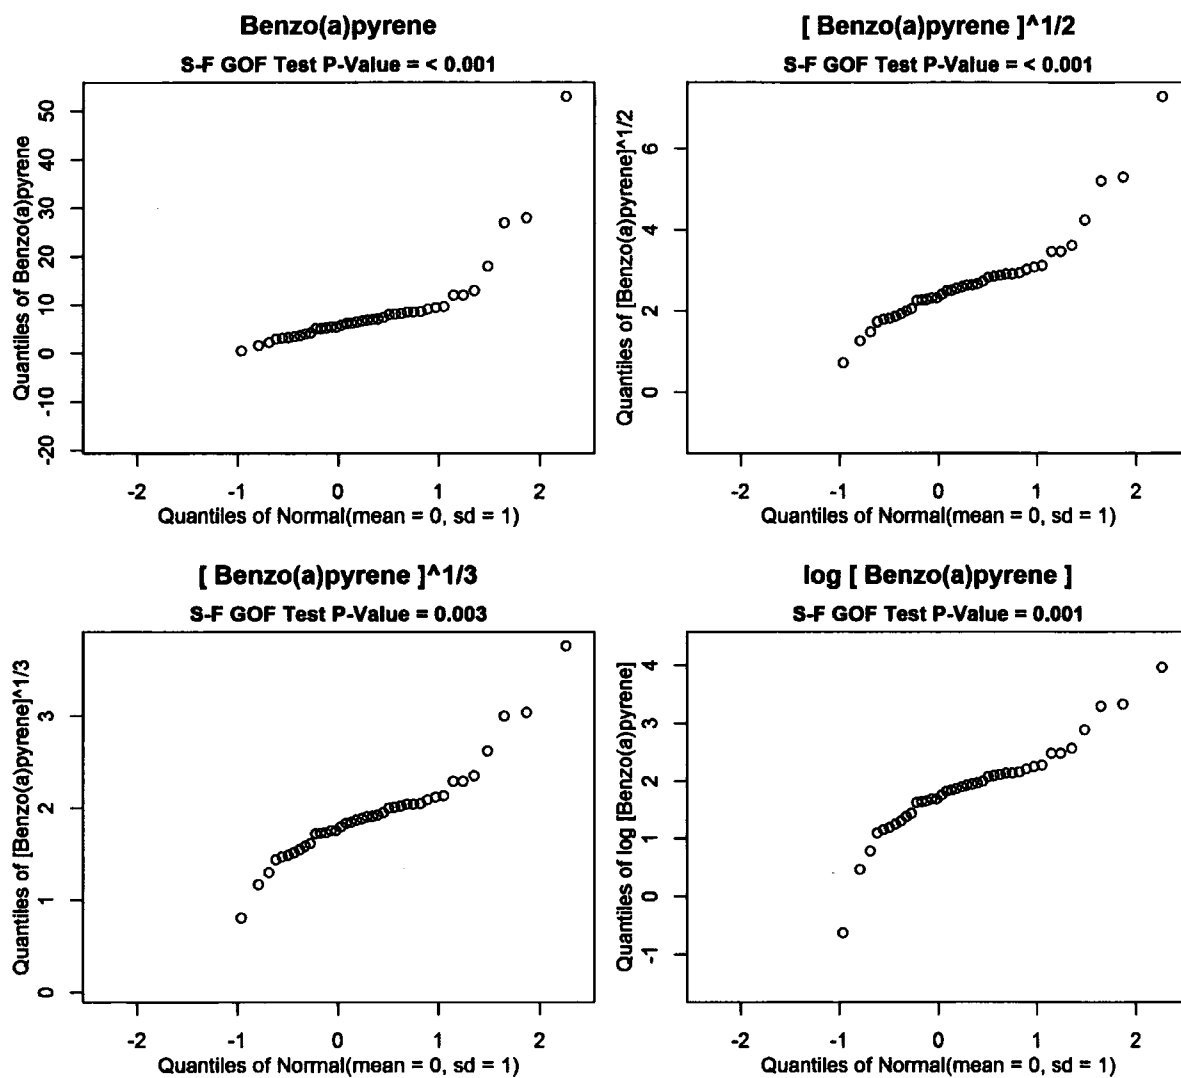 Benzo(a)pyrene
S-F GOF Test P-Value = < 0.001
Quantiles of Benzo(a)pyrene
50
40
30
20
10
0
-10
-20
-2 -1 0 1 2
Quantiles of Normal(mean = 0, sd = 1)
[ Benzo(a)pyrene ]^1/2
S-F GOF Test P-Value = < 0.001
Quantiles of [Benzo(a)pyrene]^1/2
6
4
2
0
-2 -1 0 1 2
Quantiles of Normal(mean = 0, sd = 1)
[ Benzo(a)pyrene ]^1/3
S-F GOF Test P-Value = 0.003
Quantiles of [Benzo(a)pyrene]^1/3
3
2
1
0
-2 -1 0 1 2
Quantiles of Normal(mean = 0, sd = 1)
log [ Benzo(a)pyrene ]
S-F GOF Test P-Value = 0.001
Quantiles of log [Benzo(a)pyrene]
4
3
2
1
0
-1
-2 -1 0 1 2
Quantiles of Normal(mean = 0, sd = 1)